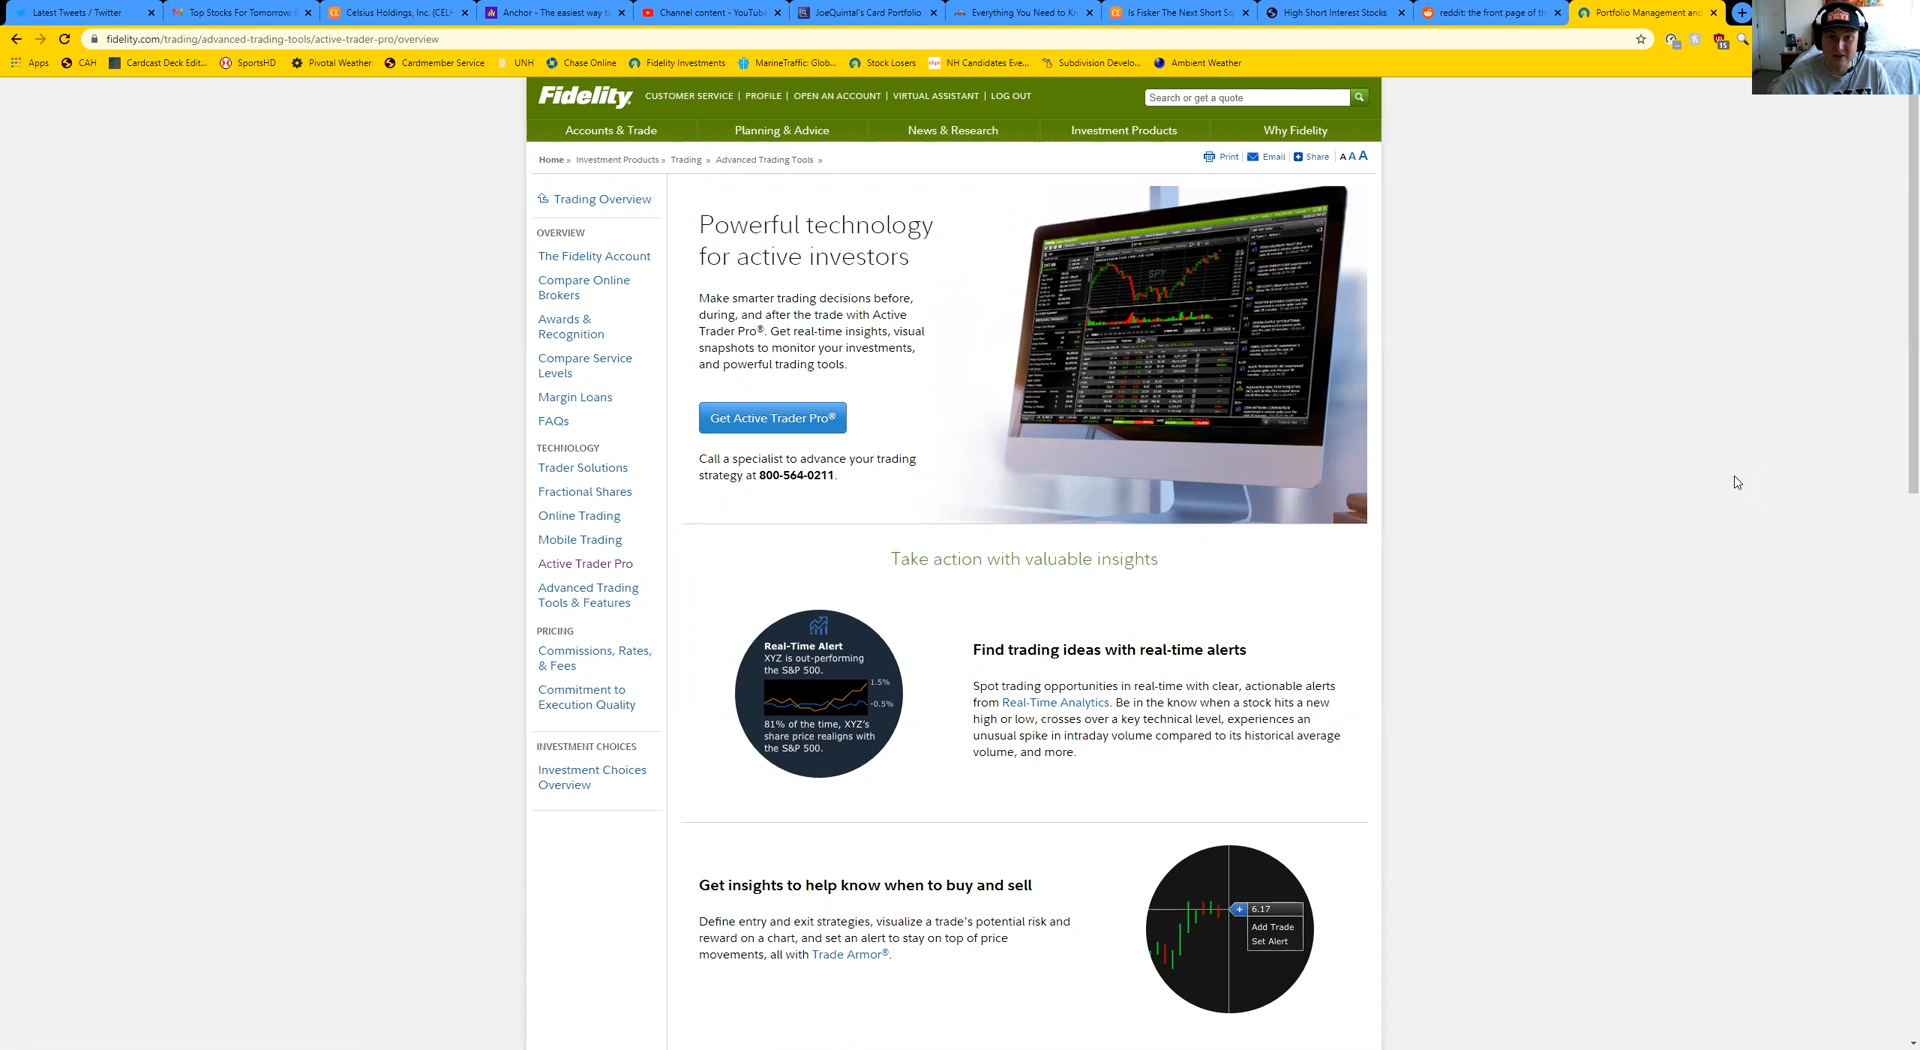 Latest Tweets / Twitter
Top Stocks For Tomorrow:
Celsius Holdings, Inc. (CEL
Anchor - The easiest way to
Channel content - YouTube
JoeQuintal's Card Portfolio
Everything You Need to Kn
Is Fisker The Next Short Sq
High Short Interest Stocks
reddit: the front page of th
Portfolio Management and
fidelity.com/trading/advanced-trading-tools/active-trader-pro/overview
Apps
CAH
Cardcast Deck Edit...
SportsHD
Pivotal Weather
Cardmember Service
UNH
Chase Online
Fidelity Investments
MarineTraffic: Glob...
Stock Losers
NH Candidates Eve...
Subdivision Develo...
Ambient Weather
Fidelity
CUSTOMER SERVICE | PROFILE | OPEN AN ACCOUNT | VIRTUAL ASSISTANT | LOG OUT
Search or get a quote
Accounts & Trade
Planning & Advice
News & Research
Investment Products
Why Fidelity
Home » Investment Products » Trading » Advanced Trading Tools »
Print | Email | Share | A A A
Trading Overview
OVERVIEW
The Fidelity Account
Compare Online
Brokers
Awards &
Recognition
Compare Service
Levels
Margin Loans
FAQs
TECHNOLOGY
Trader Solutions
Fractional Shares
Online Trading
Mobile Trading
Active Trader Pro
Advanced Trading
Tools & Features
PRICING
Commissions, Rates,
& Fees
Commitment to
Execution Quality
INVESTMENT CHOICES
Investment Choices
Overview
Powerful technology
for active investors
Make smarter trading decisions before,
during, and after the trade with Active
Trader Pro®. Get real-time insights, visual
snapshots to monitor your investments,
and powerful trading tools.
Get Active Trader Pro®
Call a specialist to advance your trading
strategy at 800-564-0211.
SPY
Take action with valuable insights
Real-Time Alert
XYZ is out-performing
the S&P 500.
1.5%
-0.5%
81% of the time, XYZ's
share price realigns with
the S&P 500.
Find trading ideas with real-time alerts
Spot trading opportunities in real-time with clear, actionable alerts
from Real-Time Analytics. Be in the know when a stock hits a new
high or low, crosses over a key technical level, experiences an
unusual spike in intraday volume compared to its historical average
volume, and more.
Get insights to help know when to buy and sell
Define entry and exit strategies, visualize a trade's potential risk and
reward on a chart, and set an alert to stay on top of price
movements, all with Trade Armor®.
6.17
Add Trade
Set Alert